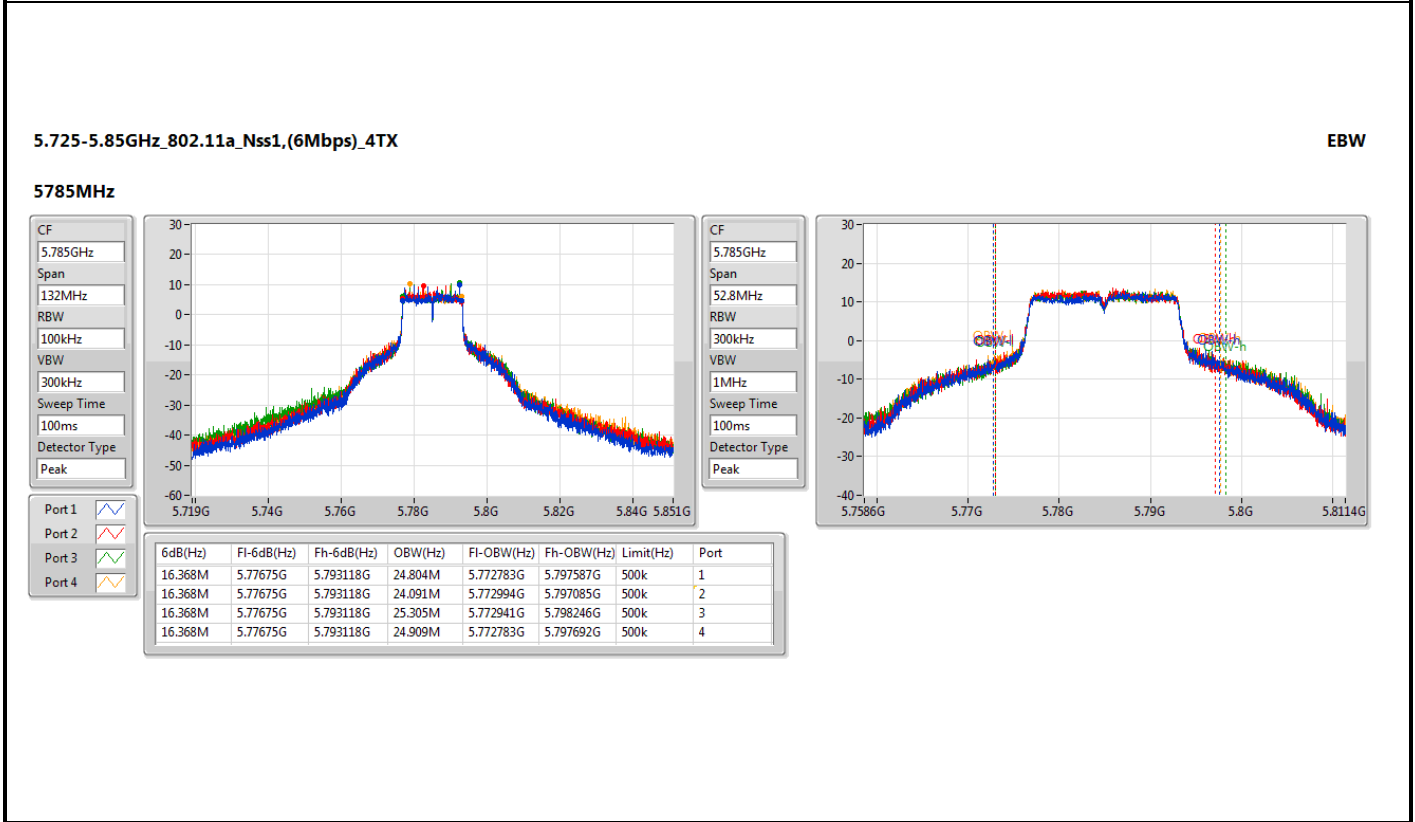 5.725-5.85GHz_802.11a_Nss1,(6Mbps)_4TX EBW
5785MHz
CF
5.785GHz
Span
132MHz
RBW
100kHz
VBW
300kHz
Sweep Time
100ms
Detector Type
Peak
Port 1
Port 2
Port 3
Port 4
30
20
10
0
-10
-20
-30
-40
-50
-60
5.719G 5.74G 5.76G 5.78G 5.8G 5.82G 5.84G 5.851G
CF
5.785GHz
Span
52.8MHz
RBW
300kHz
VBW
1MHz
Sweep Time
100ms
Detector Type
Peak
30
20
10
0
-10
-20
-30
-40
OBW-l
OBW-h
OBW-h
5.7586G 5.77G 5.78G 5.79G 5.8G 5.8114G
6dB(Hz) Fl-6dB(Hz) Fh-6dB(Hz) OBW(Hz) Fl-OBW(Hz) Fh-OBW(Hz) Limit(Hz) Port
16.368M 5.77675G 5.793118G 24.804M 5.772783G 5.797587G 500k 1
16.368M 5.77675G 5.793118G 24.091M 5.772994G 5.797085G 500k 2
16.368M 5.77675G 5.793118G 25.305M 5.772941G 5.798246G 500k 3
16.368M 5.77675G 5.793118G 24.909M 5.772783G 5.797692G 500k 4